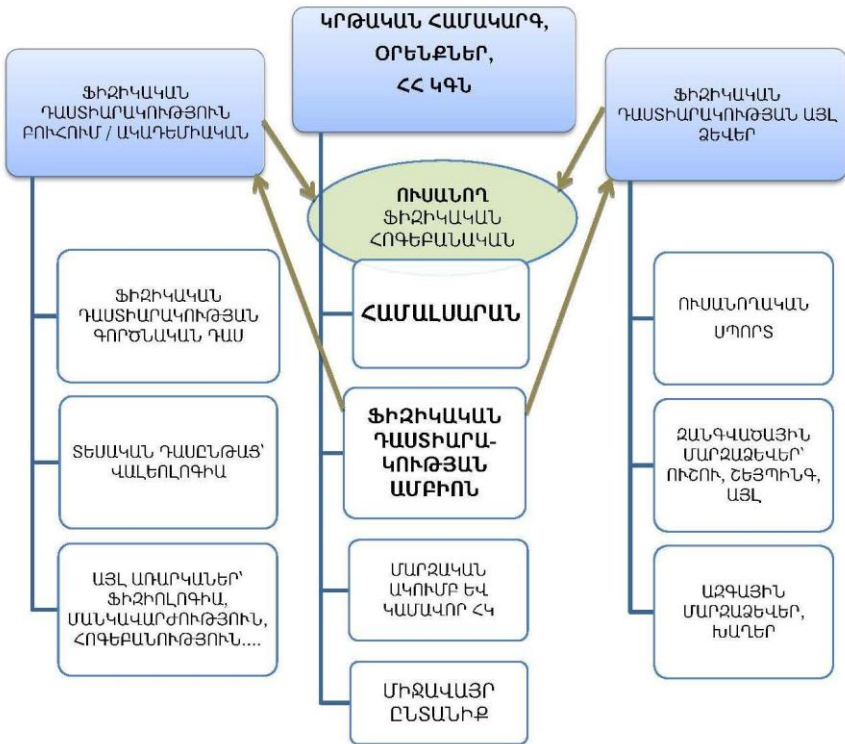 ԿՐԹԱԿԱՆ ՀԱՄԱԿԱՐԳ,
ՕՐԵՆՔՆԵՐ,
ՀՀ ԿԳՆ
ՖԻԶԻԿԱԿԱՆ
ԴԱՍՏԻԱՐԱԿՈՒԹՅՈՒՆ
ԲՈՒՀՈՒՄ / ԱԿԱԴԵՄԻԱԿԱՆ
ՖԻԶԻԿԱԿԱՆ
ԴԱՍՏԻԱՐԱԿՈՒԹՅԱՆ ԱՅԼ
ՁԵՎԵՐ
ՈՒՍԱՆՈՂ
ՖԻԶԻԿԱԿԱՆ
ՀՈԳԵԲԱՆԱԿԱՆ
ՖԻԶԻԿԱԿԱՆ
ԴԱՍՏԻԱՐԱԿՈՒԹՅԱՆ
ԳՈՐԾՆԱԿԱՆ ԴԱՍ
ՏԵՍԱԿԱՆ ԴԱՍԸՆԹԱՑ՝
ՎԱԼԵՈԼՈԳԻԱ
ԱՅԼ ԱՌԱՐԿԱՆԵՐ՝
ՖԻԶԻՈԼՈԳԻԱ,
ՄԱՆԿԱՎԱՐԺՈՒԹՅՈՒՆ,
ՀՈԳԵԲԱՆՈՒԹՅՈՒՆ....
ՀԱՄԱԼՍԱՐԱՆ
ՖԻԶԻԿԱԿԱՆ
ԴԱՍՏԻԱՐԱ-
ԿՈՒԹՅԱՆ
ԱՄԲԻՈՆ
ՄԱՐԶԱԿԱՆ
ԱԿՈՒՄԲ ԵՎ
ԿԱՄԱՎՈՐ ՀԿ
ՄԻՋԱՎԱՅՐ
ԸՆՏԱՆԻՔ
ՈՒՍԱՆՈՂԱԿԱՆ
ՍՊՈՐՏ
ԶԱՆԳՎԱԾԱՅԻՆ
ՄԱՐԶԱՁԵՎԵՐ՝
ՈՒՇՈՒ, ՇԵՅՊԻՆԳ,
ԱՅԼ
ԱԶԳԱՅԻՆ
ՄԱՐԶԱՁԵՎԵՐ,
ԽԱՂԵՐ